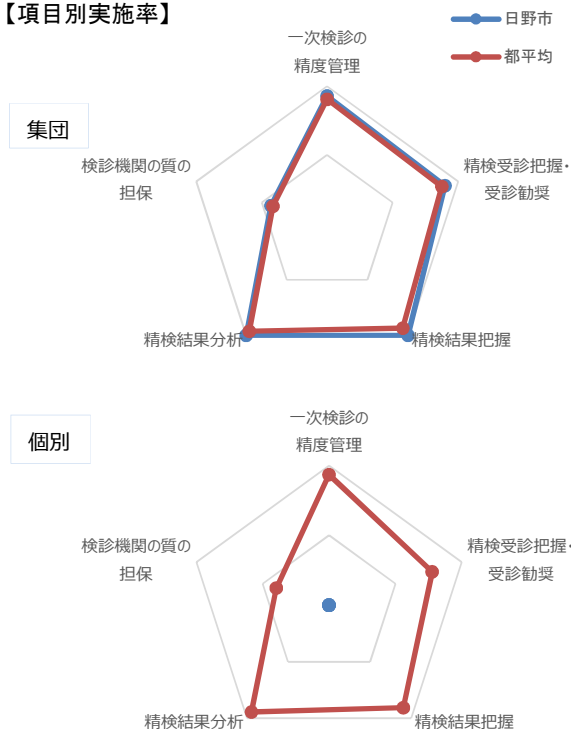 【項目別実施率】
日野市
都平均
集団
一次検診の
精度管理
精検受診把握・
受診勧奨
精検結果把握
精検結果分析
検診機関の質の
担保
個別
一次検診の
精度管理
精検受診把握・
受診勧奨
精検結果把握
精検結果分析
検診機関の質の
担保